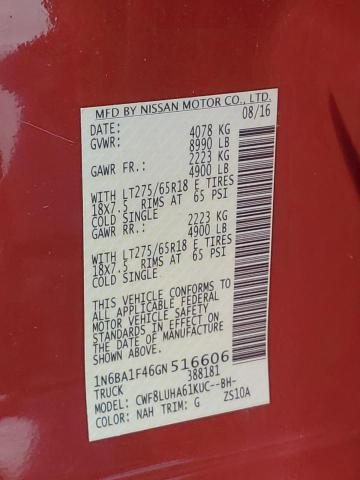 MFD BY NISSAN MOTOR CO., LTD.
DATE: 08/16
GVWR: 4078 KG
8990 LB
GAWR FR.: 2223 KG
4900 LB
WITH LT275/65R18 E TIRES
18X7.5 RIMS AT 65 PSI
COLD SINGLE
GAWR RR.: 2223 KG
4900 LB
WITH LT275/65R18 E TIRES
18X7.5 RIMS AT 65 PSI
COLD SINGLE
THIS VEHICLE CONFORMS TO
ALL APPLICABLE FEDERAL
MOTOR VEHICLE SAFETY
STANDARDS IN EFFECT ON
THE DATE OF MANUFACTURE
1N6BA1F46GN516606
TRUCK 388181
MODEL: CWF8LUHA61KUC--BH-
COLOR: NAH TRIM: G ZS10A